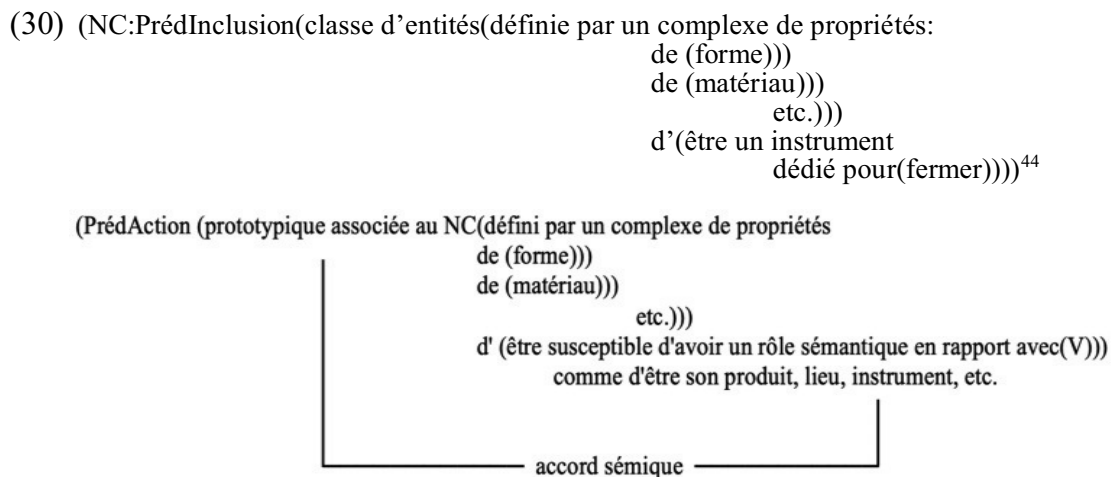 (30) (NC:PrédInclusion(classe d’entités(définie par un complexe de propriétés:
de (forme)))
de (matériau)))
etc.)))
d’(être un instrument
dédié pour(fermer))))44
(PrédAction (prototypique associée au NC(défini par un complexe de propriétés
de (forme)))
de (matériau)))
etc.)))
d' (être susceptible d'avoir un rôle sémantique en rapport avec(V)))
comme d'être son produit, lieu, instrument, etc.
accord sémique